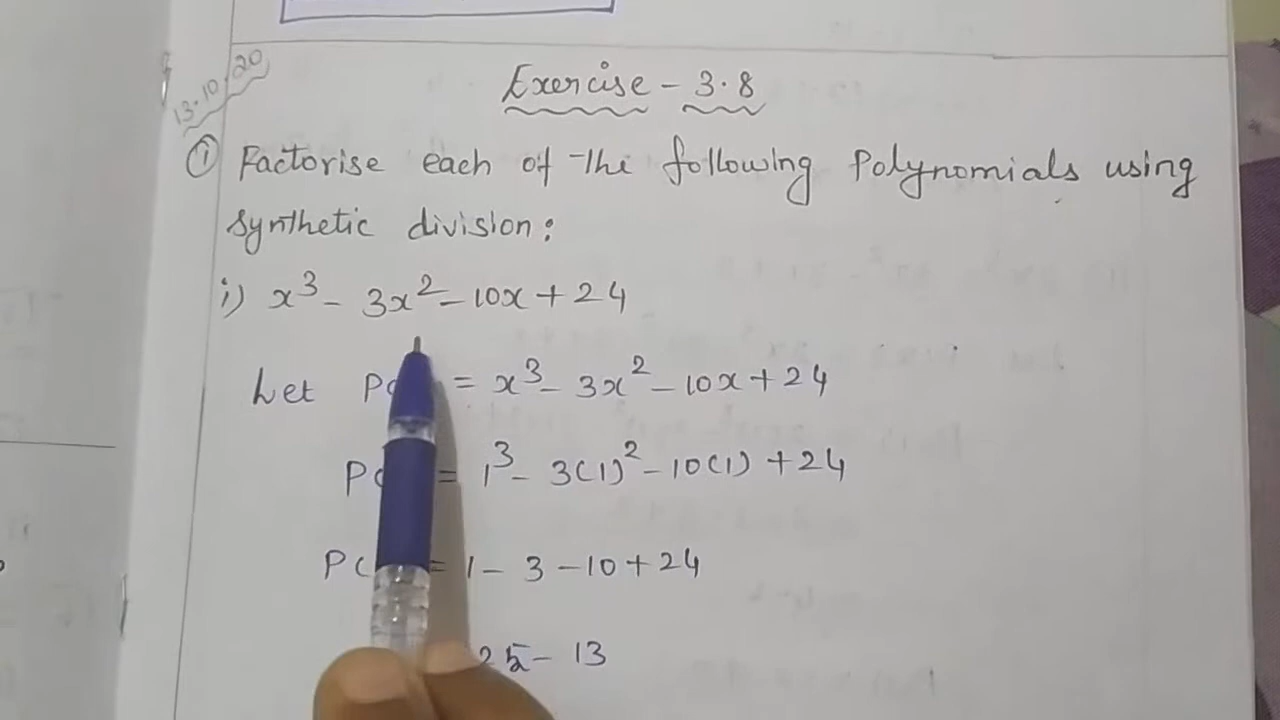 13.10.20
Exercise - 3.8
① Factorise each of the following Polynomials using
Synthetic division:
i) x³ - 3x² - 10x + 24
Let P( = x³ - 3x² - 10x + 24
P( = 1³ - 3(1)² - 10(1) + 24
P( = 1 - 3 - 10 + 24
25 - 13